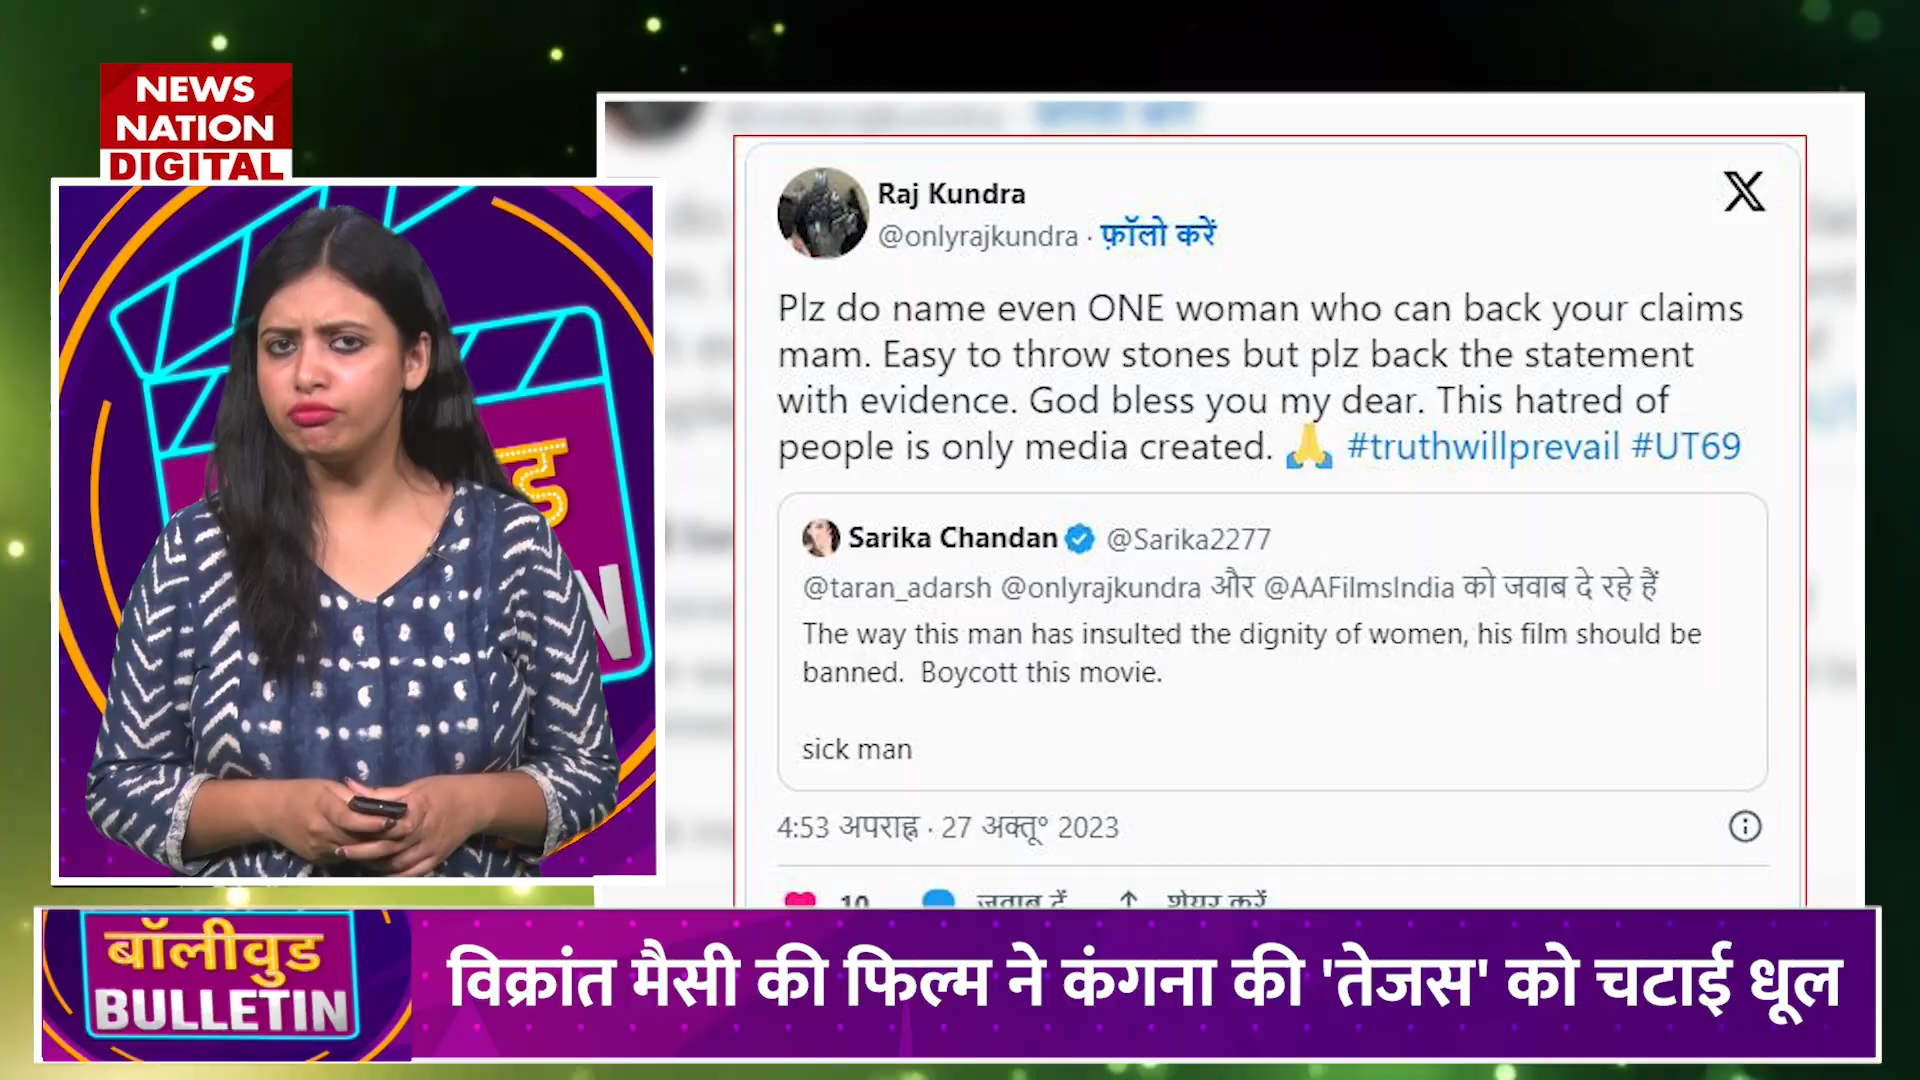 NEWS
NATION
DIGITAL
Raj Kundra
@onlyrajkundra · फ़ॉलो करें
Plz do name even ONE woman who can back your claims
mam. Easy to throw stones but plz back the statement
with evidence. God bless you my dear. This hatred of
people is only media created. 🙏 #truthwillprevail #UT69
Sarika Chandan @Sarika2277
@taran_adarsh @onlyrajkundra और @AAFilmsIndia को जवाब दे रहे हैं
The way this man has insulted the dignity of women, his film should be
banned. Boycott this movie.
sick man
4:53 अपराह्न · 27 अक्तू॰ 2023
10 जवाब दें शेयर करें
ड
N
बॉलीवुड
BULLETIN
विक्रांत मैसी की फिल्म ने कंगना की 'तेजस' को चटाई धूल